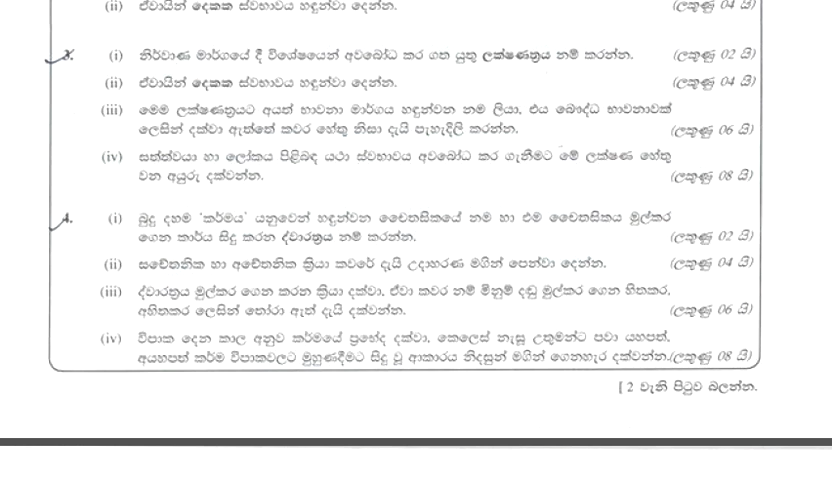 (ii) ඒවායින් දෙකක ස්වභාවය හඳුන්වා දෙන්න. (ලකුණු 04 යි)
3. (i) නිර්වාණ මාර්ගයේ දී විශේෂයෙන් අවබෝධ කර ගත යුතු ලක්ෂණත්‍රය නම් කරන්න. (ලකුණු 02 යි)
(ii) ඒවායින් දෙකක ස්වභාවය හඳුන්වා දෙන්න. (ලකුණු 04 යි)
(iii) මෙම ලක්ෂණත්‍රයට අයත් භාවනා මාර්ගය හඳුන්වන නම ලියා, එය බෞද්ධ භාවනාවක්
ලෙසින් දක්වා ඇත්තේ කවර හේතු නිසා දැයි පැහැදිලි කරන්න. (ලකුණු 06 යි)
(iv) සත්ත්වයා හා ලෝකය පිළිබඳ යථා ස්වභාවය අවබෝධ කර ගැනීමට මේ ලක්ෂණ හේතු
වන අයුරු දක්වන්න. (ලකුණු 08 යි)
4. (i) බුදු දහම 'කර්මය' යනුවෙන් හඳුන්වන චෛතසිකයේ නම හා එම චෛතසිකය මුල්කර
ගෙන කාර්ය සිදු කරන ද්වාරත්‍රය නම් කරන්න. (ලකුණු 02 යි)
(ii) සචේතනික හා අචේතනික ක්‍රියා කවරේ දැයි උදාහරණ මගින් පෙන්වා දෙන්න. (ලකුණු 04 යි)
(iii) ද්වාරත්‍රය මුල්කර ගෙන කරන ක්‍රියා දක්වා, ඒවා කවර නම් මිනුම් දඬු මුල්කර ගෙන හිතකර,
අහිතකර ලෙසින් තෝරා ඇත් දැයි දක්වන්න. (ලකුණු 06 යි)
(iv) විපාක දෙන කාල අනුව කර්මයේ ප්‍රභේද දක්වා, කෙලෙස් නැසූ උතුමන්ට පවා යහපත්,
අයහපත් කර්ම විපාකවලට මුහුණදීමට සිදු වූ ආකාරය නිදසුන් මගින් ගෙනහැර දක්වන්න.(ලකුණු 08 යි)
[ 2 වැනි පිටුව බලන්න.